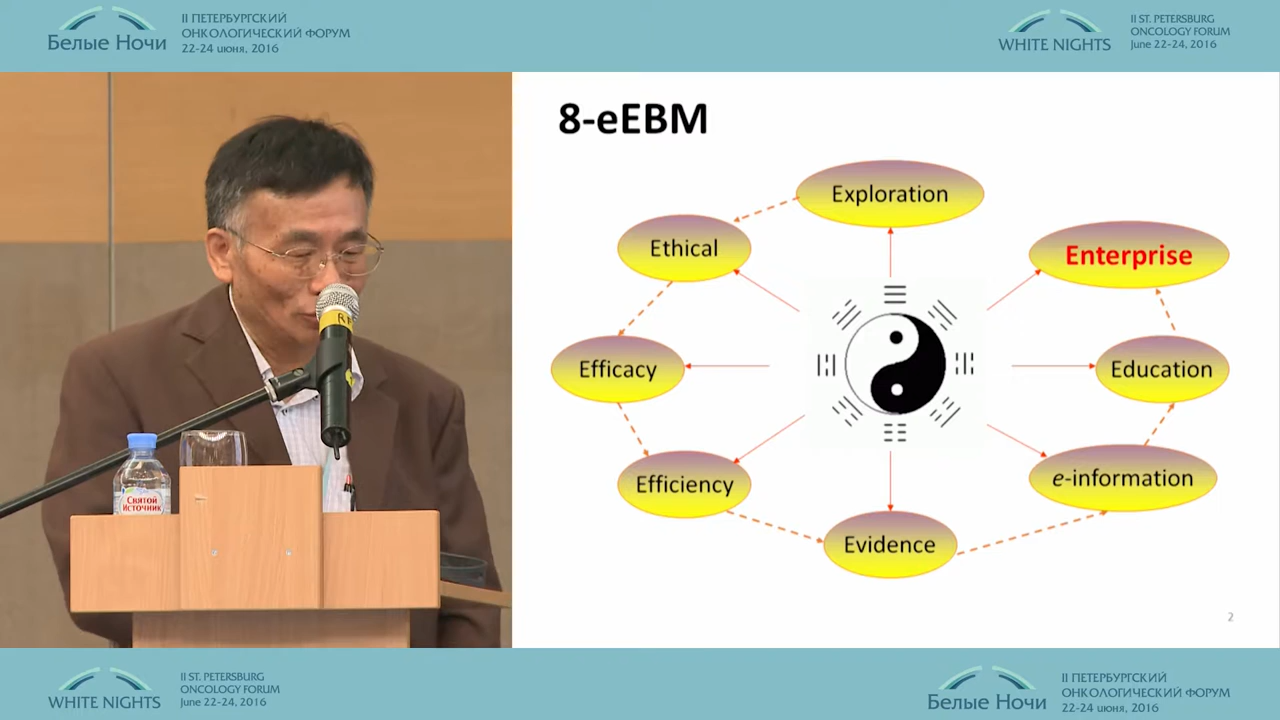 Белые Ночи
II ПЕТЕРБУРГСКИЙ
ОНКОЛОГИЧЕСКИЙ ФОРУМ
22-24 июня, 2016
WHITE NIGHTS
II ST. PETERSBURG
ONCOLOGY FORUM
June 22-24, 2016
8-eEBM
Exploration
Ethical
Enterprise
Efficacy
Education
Efficiency
e-information
Evidence
2
СВЯТОЙ
ИСТОЧНИК
WHITE NIGHTS
II ST. PETERSBURG
ONCOLOGY FORUM
June 22-24, 2016
Белые Ночи
II ПЕТЕРБУРГСКИЙ
ОНКОЛОГИЧЕСКИЙ ФОРУМ
22-24 июня, 2016